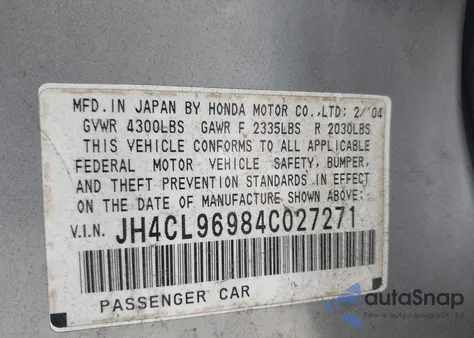 MFD. IN JAPAN BY HONDA MOTOR CO.,LTD: 2/'04
GVWR 4300LBS GAWR F 2335LBS R 2030LBS
THIS VEHICLE CONFORMS TO ALL APPLICABLE
FEDERAL MOTOR VEHICLE SAFETY, BUMPER,
AND THEFT PREVENTION STANDARDS IN EFFECT
ON THE DATE OF MANUFACTURE SHOWN ABOVE:
V.I.N. JH4CL96984C027271
PASSENGER CAR
autoSnap